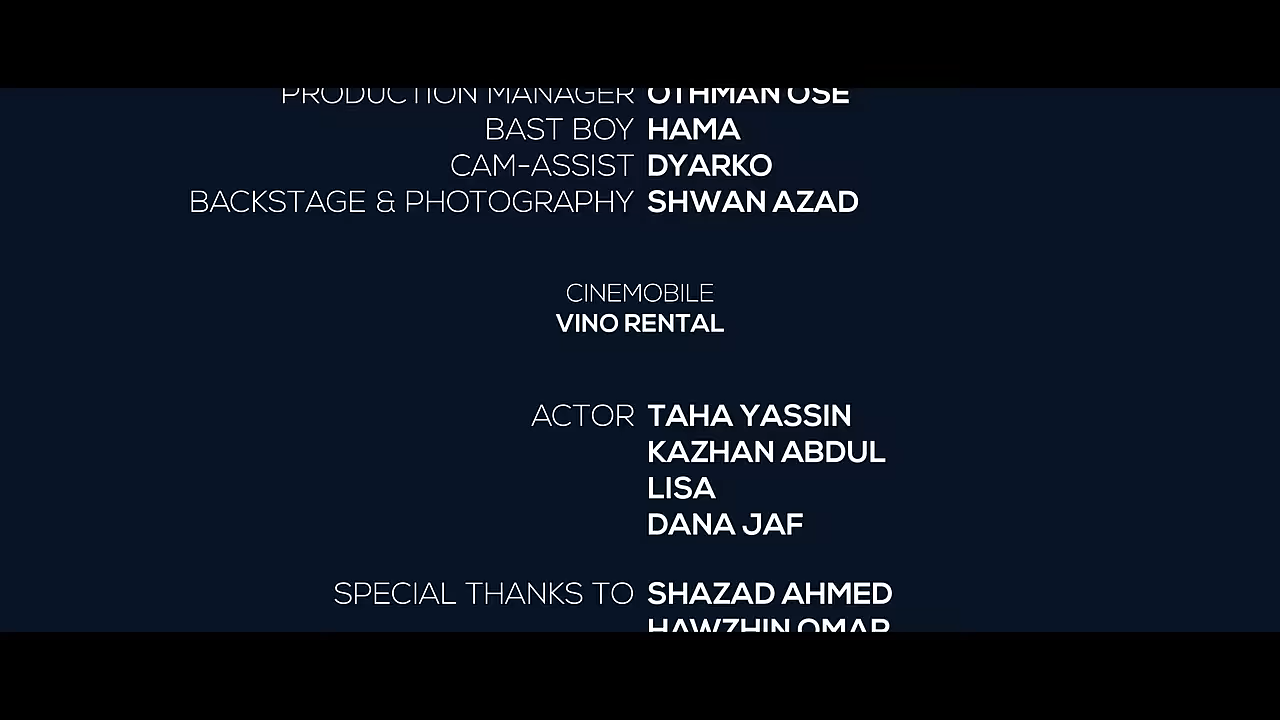 PRODUCTION MANAGER OTHMAN OSE
BAST BOY HAMA
CAM-ASSIST DYARKO
BACKSTAGE & PHOTOGRAPHY SHWAN AZAD
CINEMOBILE
VINO RENTAL
ACTOR TAHA YASSIN
KAZHAN ABDUL
LISA
DANA JAF
SPECIAL THANKS TO SHAZAD AHMED
HAWZHIN OMAR